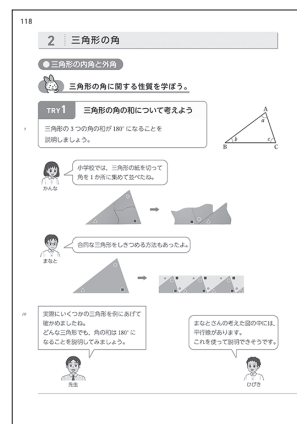 118
2 三角形の角
三角形の内角と外角
三角形の角に関する性質を学ぼう。
TRY 1 三角形の角の和について考えよう
三角形の3つの角の和が180°になることを
説明しましょう。
A
a
b
c
B
C
5
小学校では、三角形の紙を切って
角を1か所に集めて並べたね。
かんな
合同な三角形をしきつめる方法もあったよ。
まなと
10
実際にいくつかの三角形を例にあげて
確かめましたね。
どんな三角形でも、角の和は180°に
なることを説明してみましょう。
先生
まなとさんの考えた図の中には、
平行線があります。
これを使って説明できそうです。
ひびき